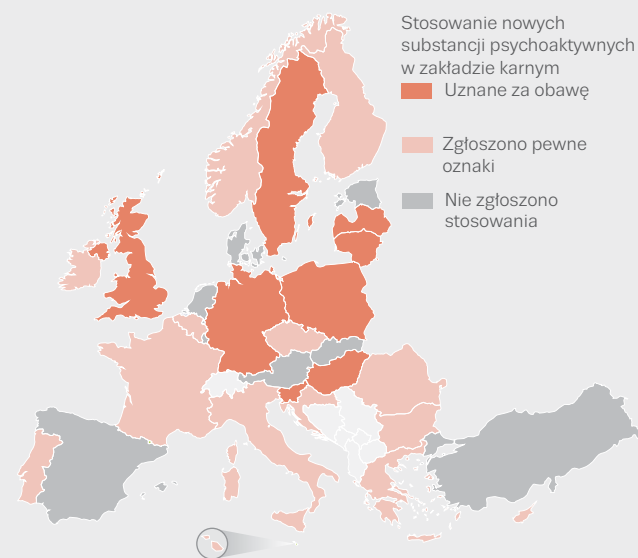 Stosowanie nowych
substancji psychoaktywnych
w zakładzie karnym
Uznane za obawę
Zgłoszono pewne
oznaki
Nie zgłoszono
stosowania